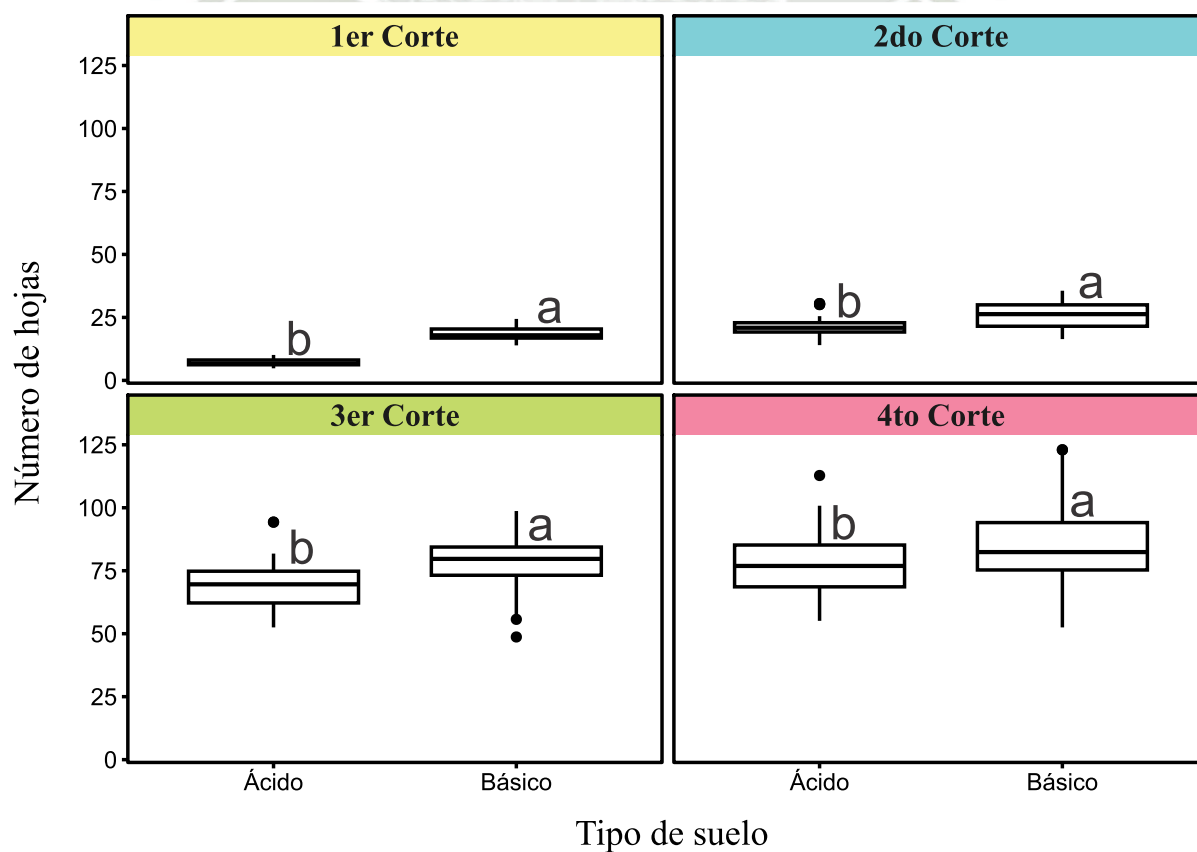 1er Corte
2do Corte
125
100
75
50
25
0
b
a
b
a
3er Corte
4to Corte
125
100
75
50
25
0
b
a
b
a
Ácido
Básico
Ácido
Básico
Número de hojas
Tipo de suelo